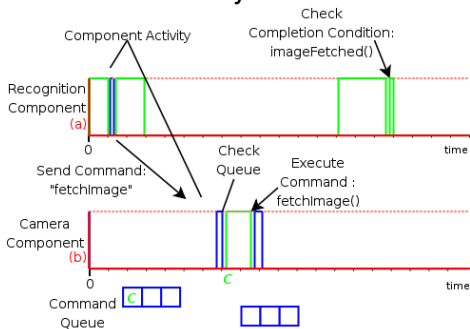 Check
Completion Condition:
imageFetched()
Component Activity
Recognition
Component
(a)
0
time
Send Command:
"fetchImage"
Check
Queue
Execute
Command :
fetchImage()
Camera
Component
(b)
0
C
time
Command
Queue
C